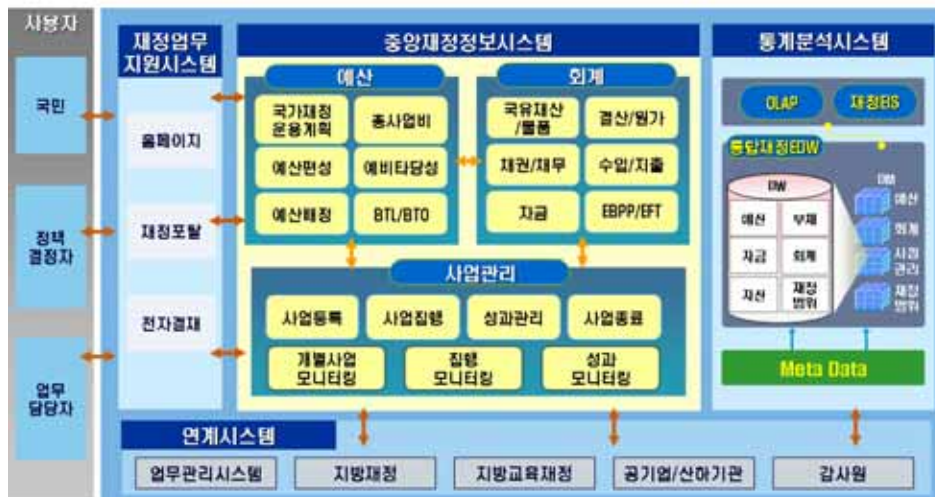 사용자
국민
정책
결정자
업무
담당자
재정업무
지원시스템
홈페이지
재정포탈
전자결재
중앙재정정보시스템
예산
국가재정
운용계획
총사업비
예산편성
예비타당성
예산배정
BTL/BTO
회계
국유재산
/물품
결산/원가
채권/채무
수입/지출
자금
EBPP/EFT
사업관리
사업등록
사업집행
성과관리
사업종료
개별사업
모니터링
집행
모니터링
성과
모니터링
통계분석시스템
OLAP
재정EIS
통합재정EDW
DW
예산
부채
자금
회계
자산
재정
범위
DM
예산
회계
사업
관리
재정
범위
Meta Data
연계시스템
업무관리시스템
지방재정
지방교육재정
공기업/산하기관
감사원